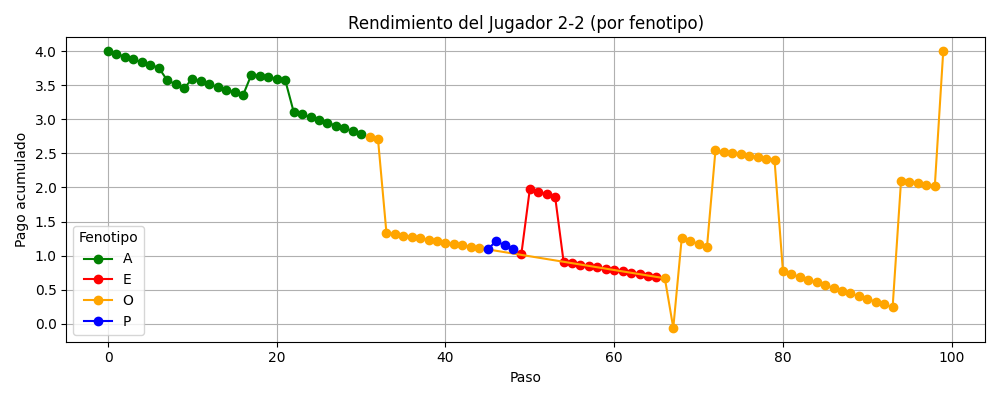 Rendimiento del Jugador 2-2 (por fenotipo)
Pago acumulado
4.0
3.5
3.0
2.5
2.0
1.5
1.0
0.5
0.0
Fenotipo
A
E
O
P
0 20 40 60 80 100
Paso